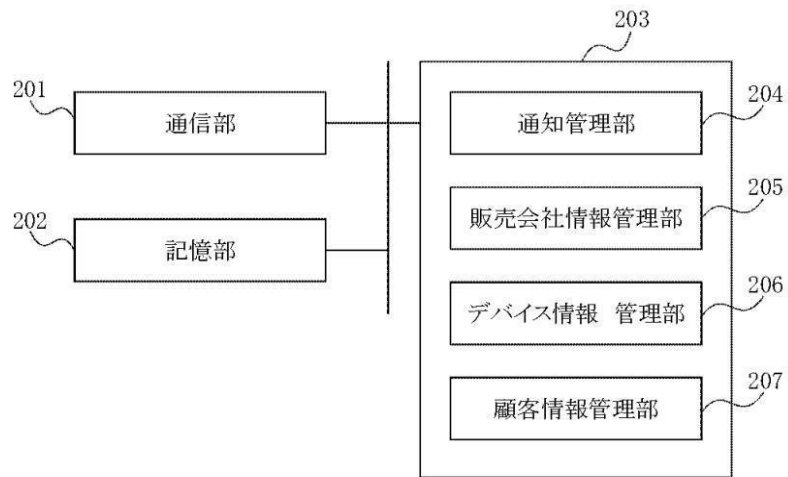 203
201
通信部
通知管理部
204
販売会社情報管理部
205
202
記憶部
デバイス情報 管理部
206
顧客情報管理部
207